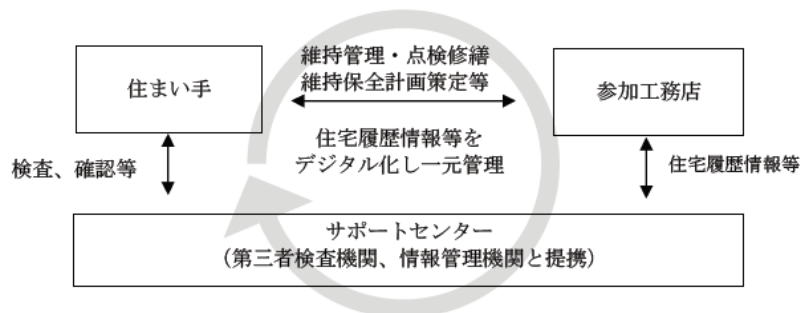 維持管理・点検修繕
維持保全計画策定等
住まい手
参加工務店
住宅履歴情報等を
デジタル化し一元管理
検査、確認等
住宅履歴情報等
サポートセンター
（第三者検査機関、情報管理機関と提携）